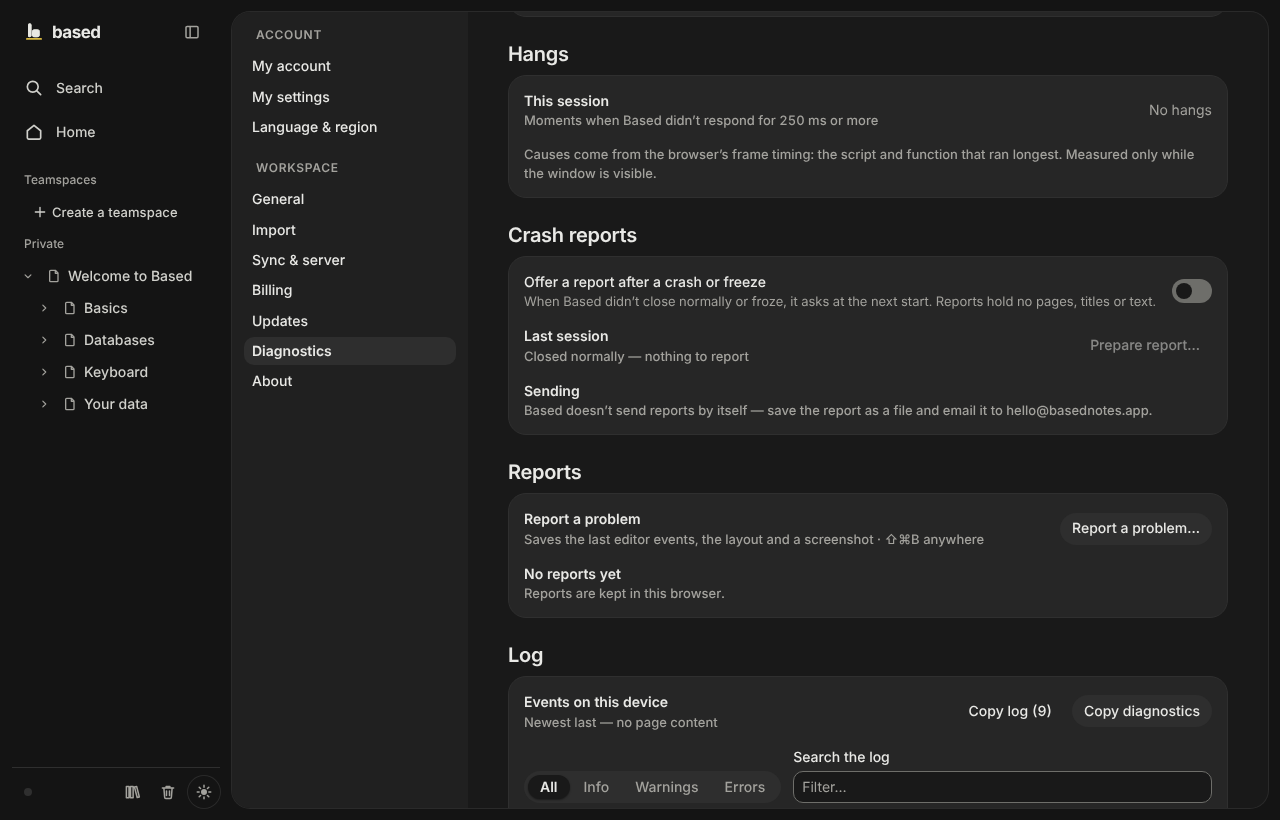 based
Search
Home
Teamspaces
Create a teamspace
Private
Welcome to Based
Basics
Databases
Keyboard
Your data
ACCOUNT
My account
My settings
Language & region
WORKSPACE
General
Import
Sync & server
Billing
Updates
Diagnostics
About
Hangs
This session
Moments when Based didn’t respond for 250 ms or more
No hangs
Causes come from the browser’s frame timing: the script and function that ran longest. Measured only while
the window is visible.
Crash reports
Offer a report after a crash or freeze
When Based didn’t close normally or froze, it asks at the next start. Reports hold no pages, titles or text.
Last session
Closed normally — nothing to report
Prepare report...
Sending
Based doesn’t send reports by itself — save the report as a file and email it to hello@basednotes.app.
Reports
Report a problem
Saves the last editor events, the layout and a screenshot · ⇧⌘B anywhere
Report a problem...
No reports yet
Reports are kept in this browser.
Log
Events on this device
Newest last — no page content
Copy log (9)
Copy diagnostics
Search the log
All
Info
Warnings
Errors
Filter...